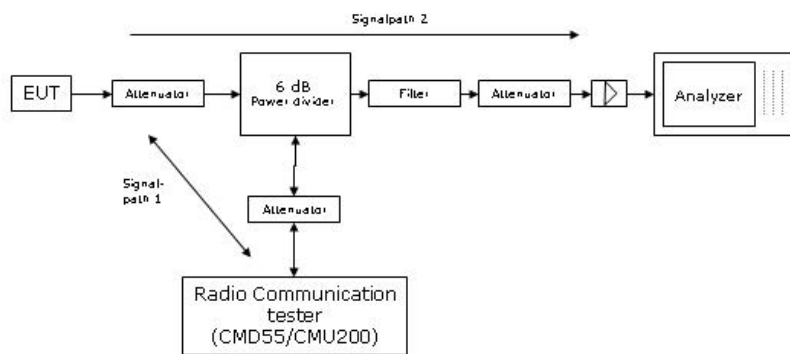 Signalpath 2
EUT
Attenuator
6 dB
Power divider
Filter
Attenuator
Analyzer
Signal-
path 1
Attenuator
Radio Communication
tester
(CMD55/CMU200)